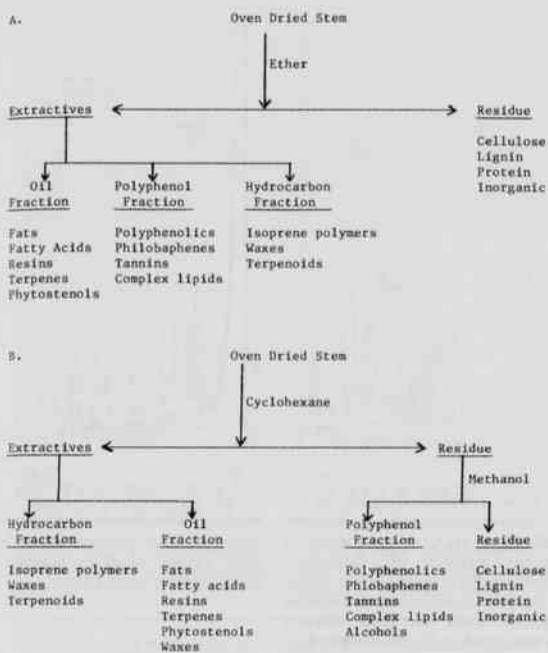 A.
Oven Dried Stem
Ether
Extractives
Residue
Cellulose
Lignin
Protein
Inorganic
Oil
Fraction
Fats
Fatty Acids
Resins
Terpenes
Phytostenols
Polyphenol
Fraction
Polyphenolics
Philobaphenes
Tannins
Complex lipids
Hydrocarbon
Fraction
Isoprene polymers
Waxes
Terpenoids
B.
Oven Dried Stem
Cyclohexane
Extractives
Residue
Methanol
Hydrocarbon
Fraction
Isoprene polymers
Waxes
Terpenoids
Oil
Fraction
Fats
Fatty acids
Resins
Terpenes
Phytostenols
Waxes
Polyphenol
Fraction
Polyphenolics
Phlobaphenes
Tannins
Complex lipids
Alcohols
Residue
Cellulose
Lignin
Protein
Inorganic